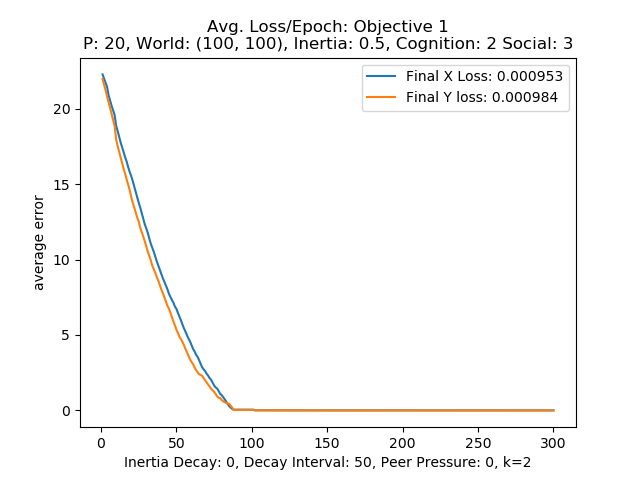 Avg. Loss/Epoch: Objective 1
P: 20, World: (100, 100), Inertia: 0.5, Cognition: 2 Social: 3
Final X Loss: 0.000953
Final Y loss: 0.000984
average error
20
15
10
5
0
0 50 100 150 200 250 300
Inertia Decay: 0, Decay Interval: 50, Peer Pressure: 0, k=2